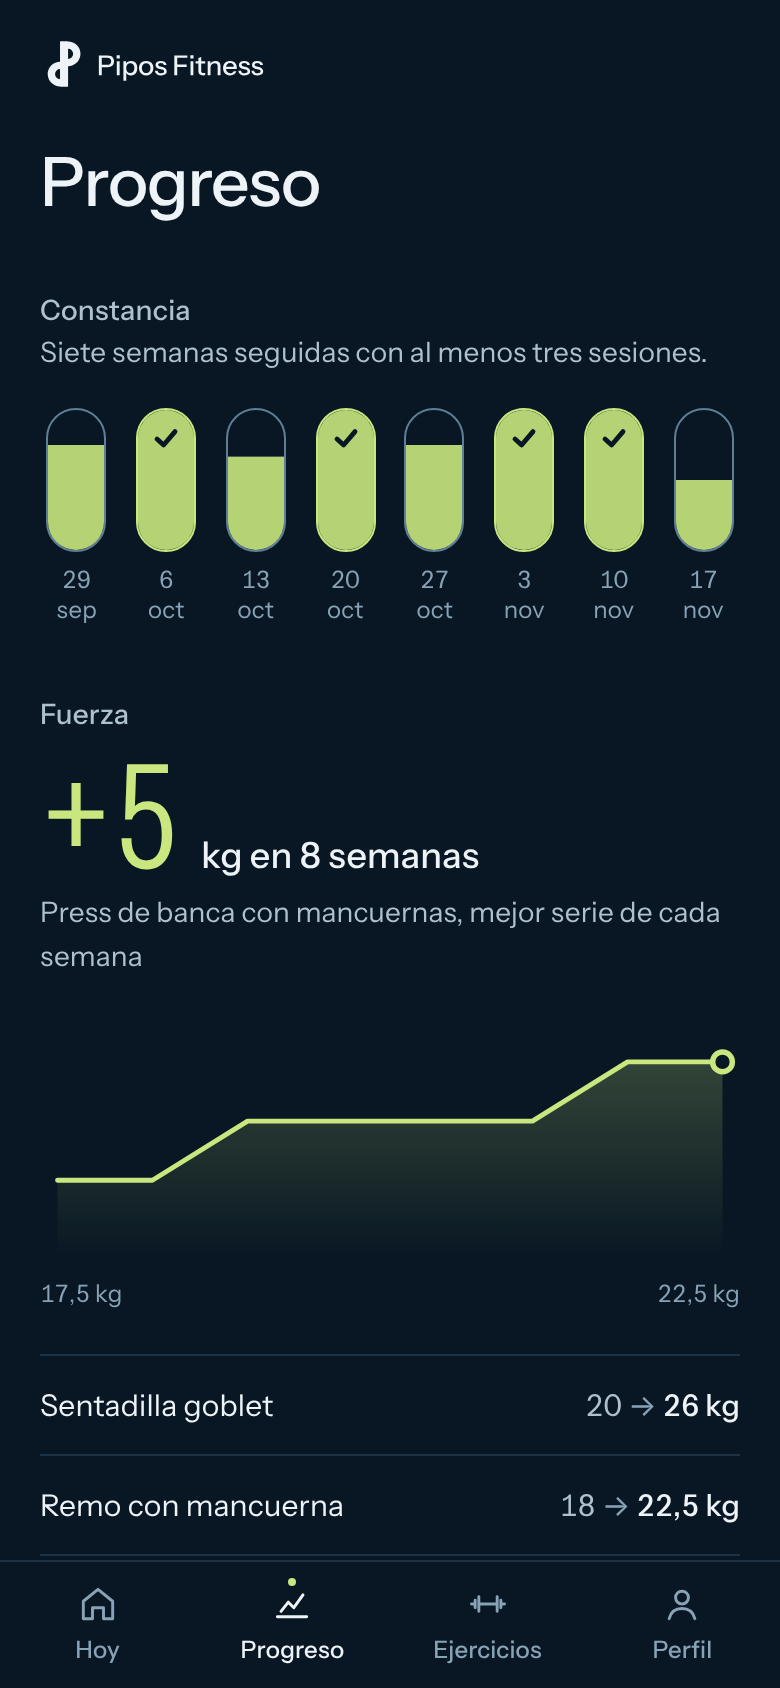 Pipos Fitness
Progreso
Constancia
Siete semanas seguidas con al menos tres sesiones.
29 sep
6 oct
13 oct
20 oct
27 oct
3 nov
10 nov
17 nov
Fuerza
+5 kg en 8 semanas
Press de banca con mancuernas, mejor serie de cada
semana
17,5 kg
22,5 kg
Sentadilla goblet 20 → 26 kg
Remo con mancuerna 18 → 22,5 kg
Hoy
Progreso
Ejercicios
Perfil